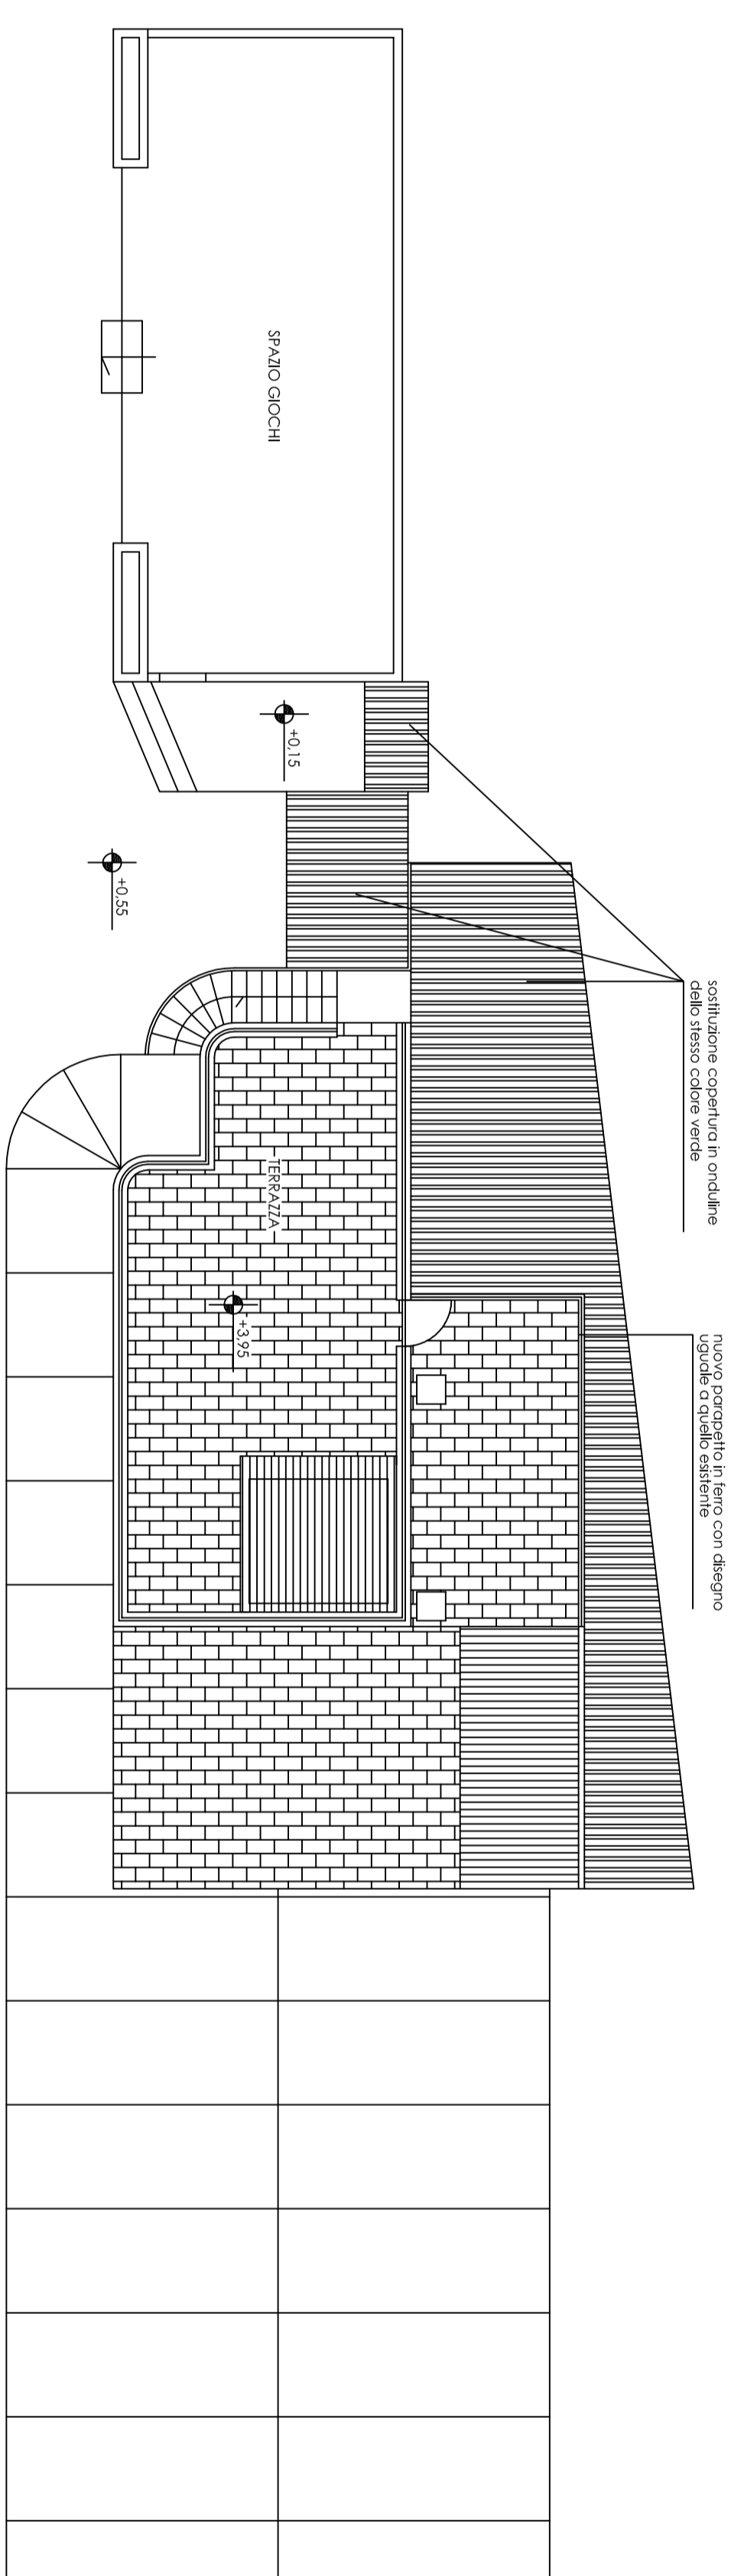 SPAZIO GIOCHI
+0,15
+0,55
sostituzione copertura in onduline
dello stesso colore verde
TERRAZZA
+3,95
nuovo parapetto in ferro con disegno
uguale a quello esistente